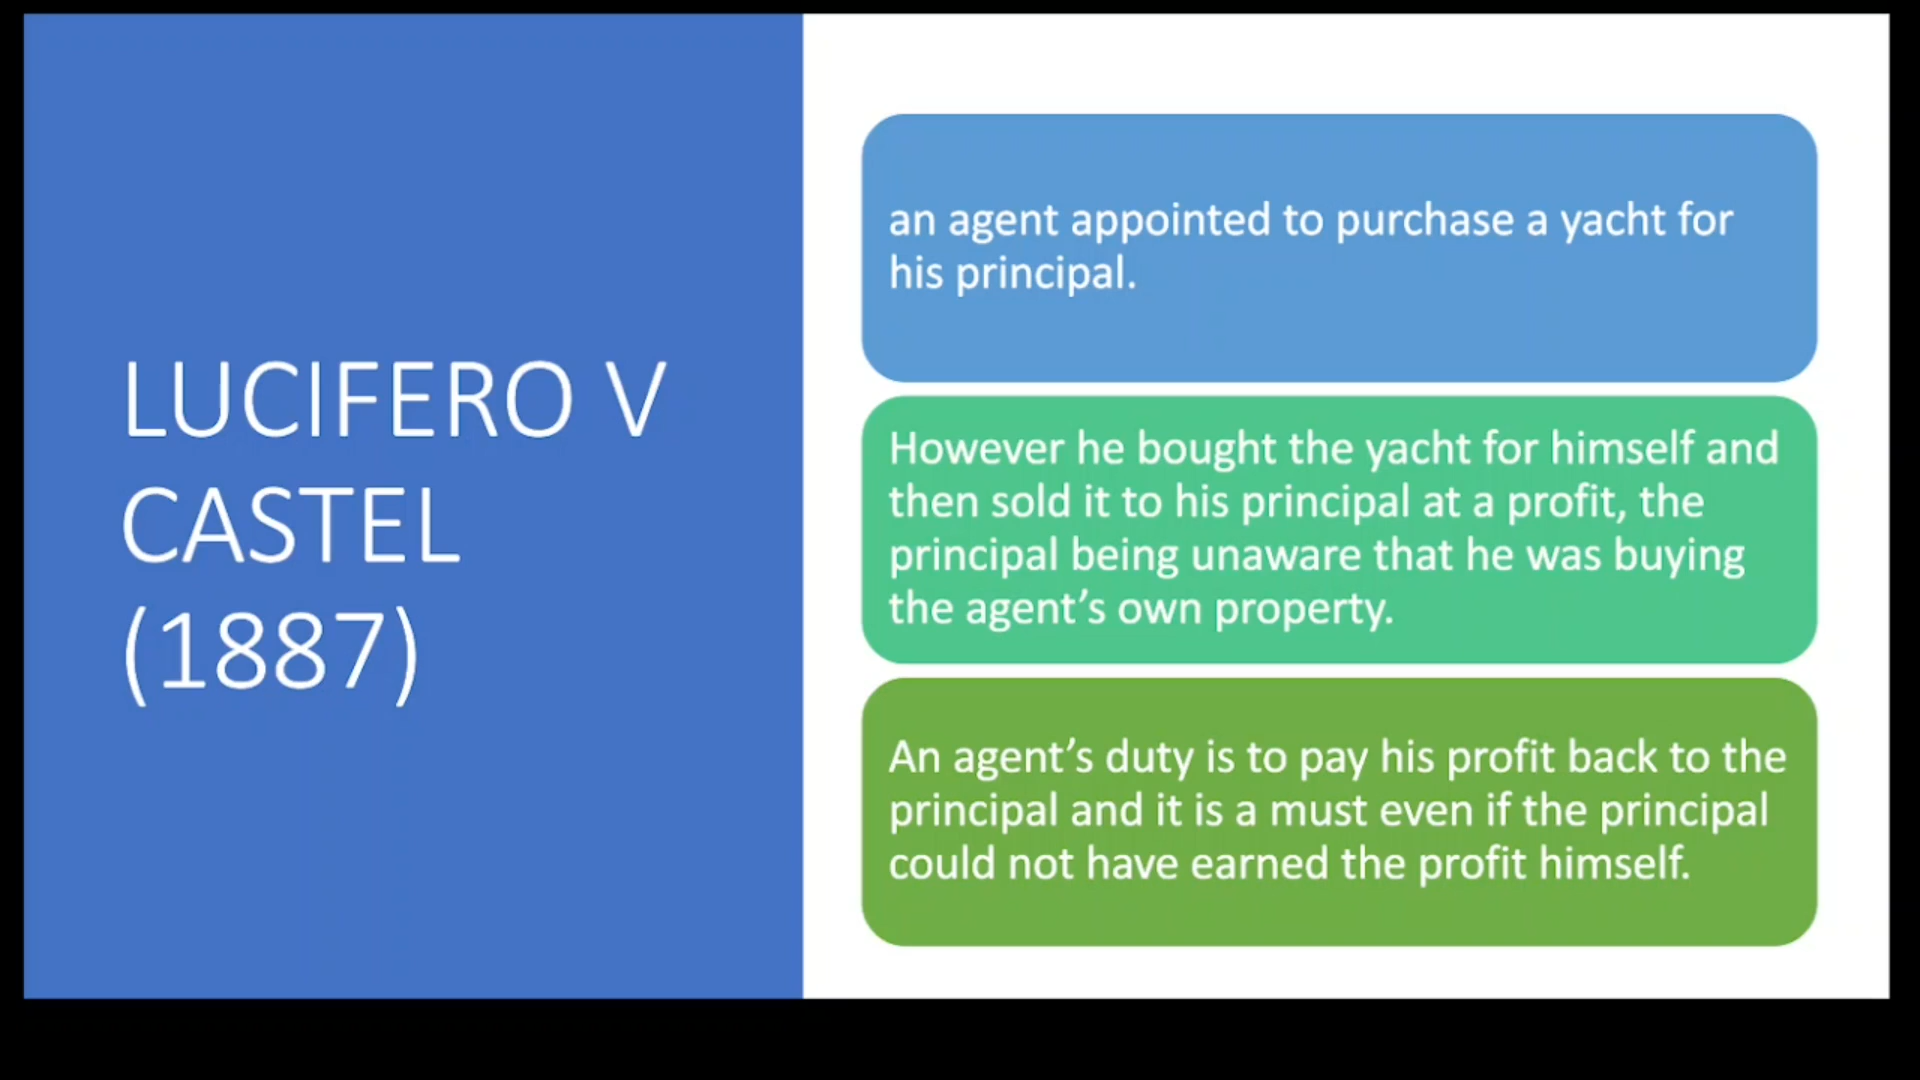 LUCIFERO V
CASTEL
(1887)
an agent appointed to purchase a yacht for
his principal.
However he bought the yacht for himself and
then sold it to his principal at a profit, the
principal being unaware that he was buying
the agent’s own property.
An agent’s duty is to pay his profit back to the
principal and it is a must even if the principal
could not have earned the profit himself.